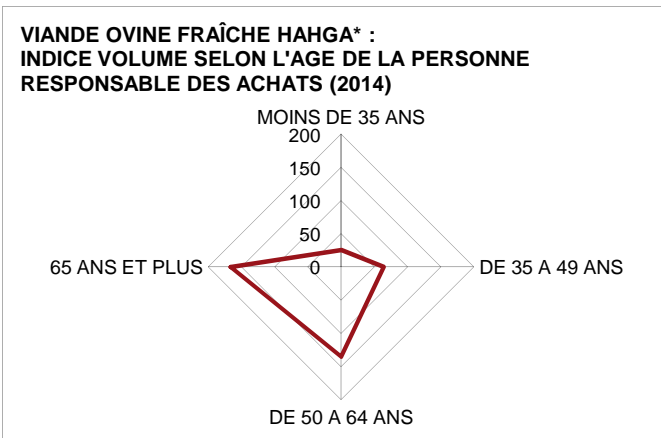 VIANDE OVINE FRAÎCHE HAHGA* :
INDICE VOLUME SELON L'AGE DE LA PERSONNE
RESPONSABLE DES ACHATS (2014)
MOINS DE 35 ANS
200
150
100
50
65 ANS ET PLUS
0
DE 35 A 49 ANS
DE 50 A 64 ANS